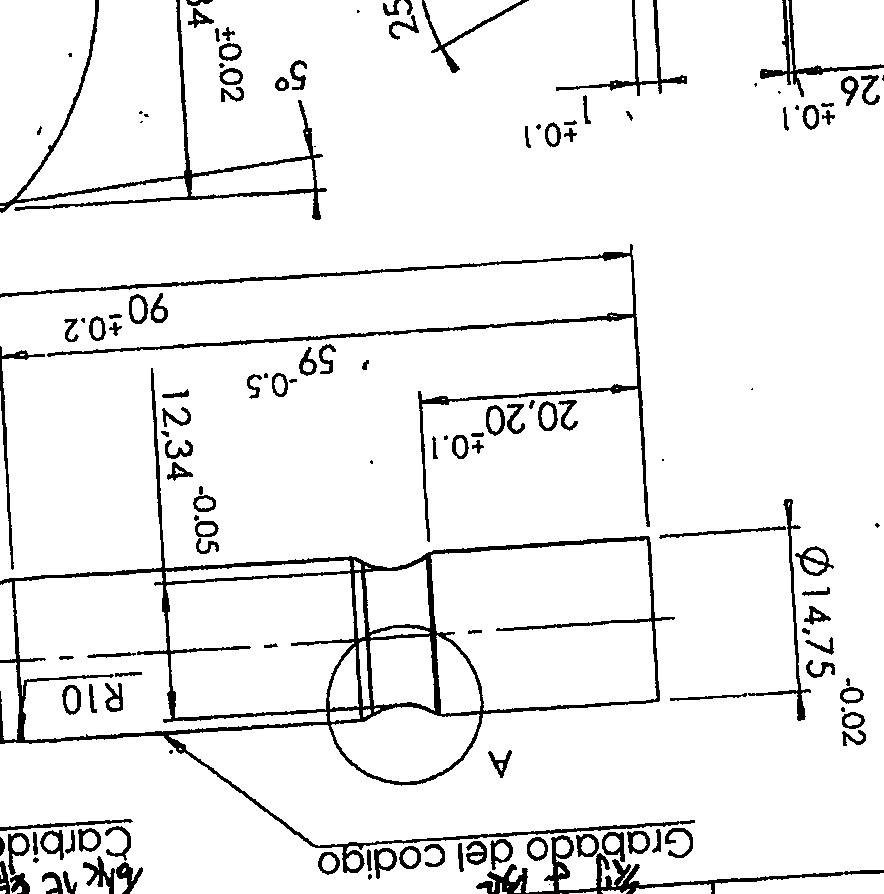 Carbid
Grabado del codigo
A
R10
Ø14,75 -0.02
12,34 -0.05
20,20 ±0.1
59 -0.5
90 ±0.2
5°
±0.02
1 ±0.1
26 ±0.1
25